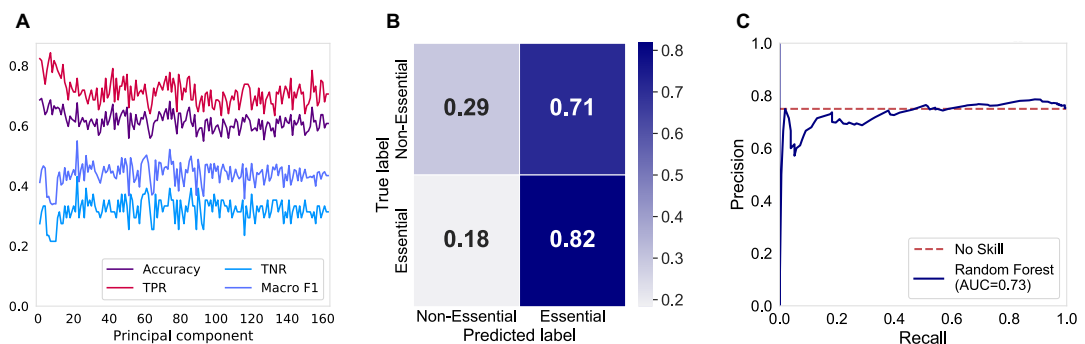 A
0.8
0.6
0.4
0.2
0.0
0 20 40 60 80 100 120 140 160
Principal component
Accuracy
TPR
TNR
Macro F1
B
True label
Non-Essential
Essential
0.29 0.71
0.18 0.82
Non-Essential Essential
Predicted label
0.8
0.7
0.6
0.5
0.4
0.3
0.2
C
Precision
1.0
0.8
0.6
0.4
0.2
0.0
0.0 0.2 0.4 0.6 0.8 1.0
Recall
No Skill
Random Forest
(AUC=0.73)